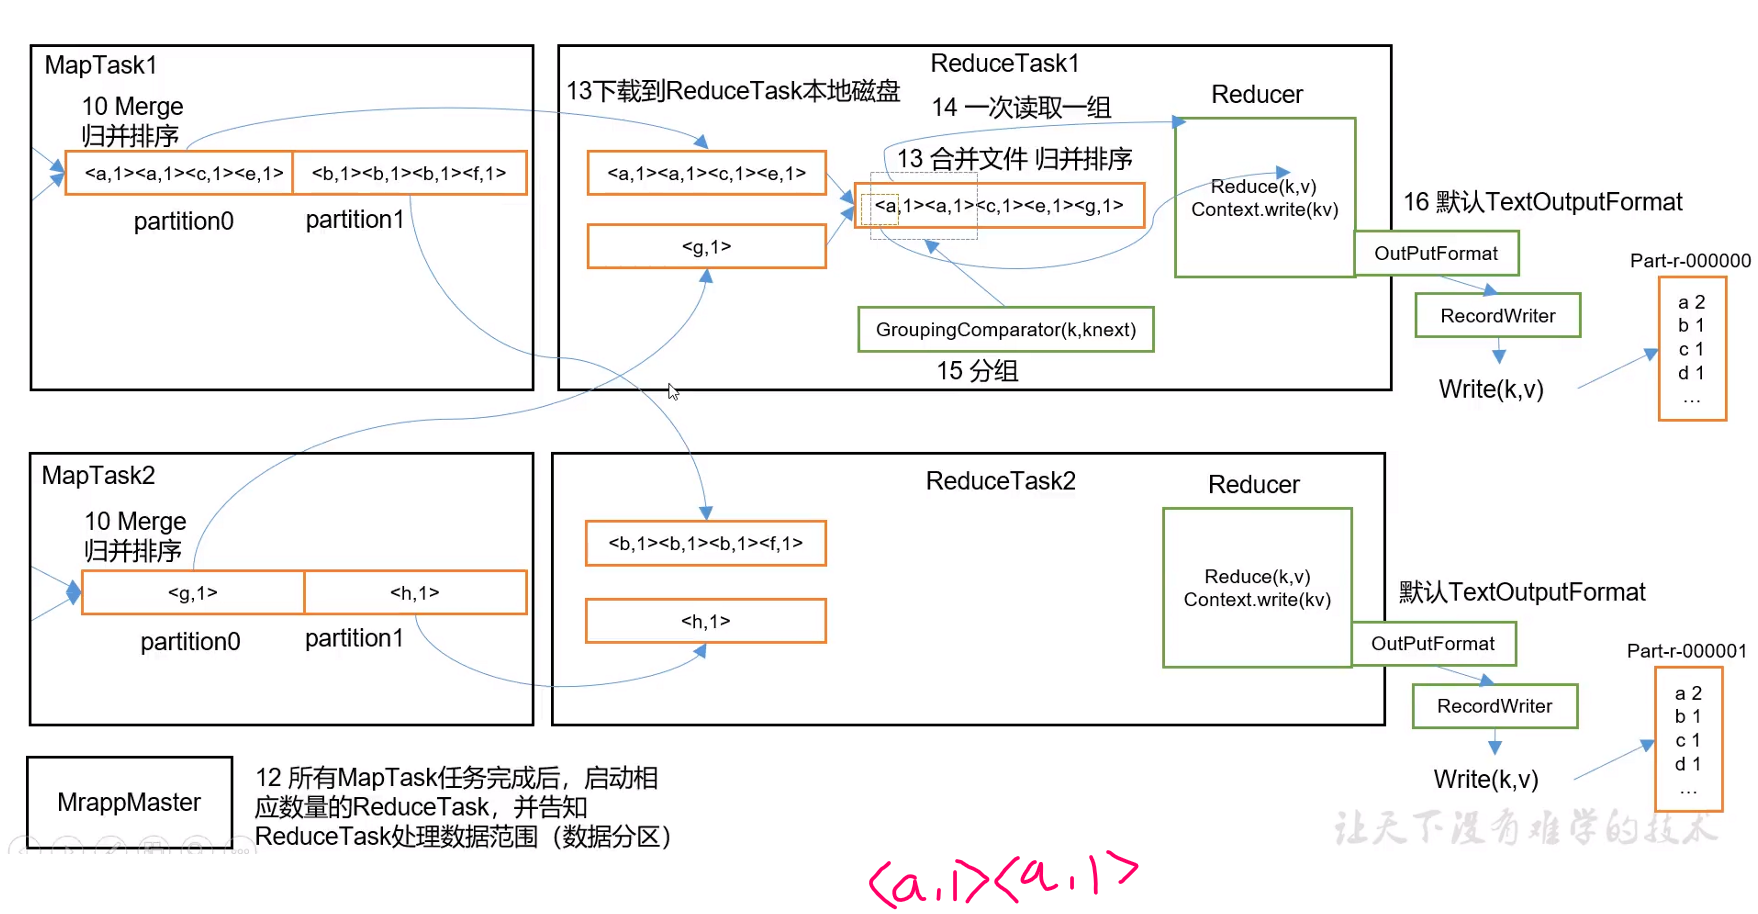 MapTask1
10 Merge
归并排序
<a,1><a,1><c,1><e,1>
<b,1><b,1><b,1><f,1>
partition0
partition1
ReduceTask1
13下载到ReduceTask本地磁盘
<a,1><a,1><c,1><e,1>
<g,1>
14 一次读取一组
13 合并文件 归并排序
<a,1><a,1><c,1><e,1><g,1>
GroupingComparator(k,knext)
15 分组
Reducer
Reduce(k,v)
Context.write(kv)
16 默认TextOutputFormat
OutPutFormat
RecordWriter
Write(k,v)
Part-r-000000
a 2
b 1
c 1
d 1
...
MapTask2
10 Merge
归并排序
<g,1>
<h,1>
partition0
partition1
ReduceTask2
<b,1><b,1><b,1><f,1>
<h,1>
Reducer
Reduce(k,v)
Context.write(kv)
默认TextOutputFormat
OutPutFormat
RecordWriter
Write(k,v)
Part-r-000001
a 2
b 1
c 1
d 1
...
MrappMaster
12 所有MapTask任务完成后，启动相
应数量的ReduceTask，并告知
ReduceTask处理数据范围（数据分区）
让天下没有难学的技术
<a,1><a,1>